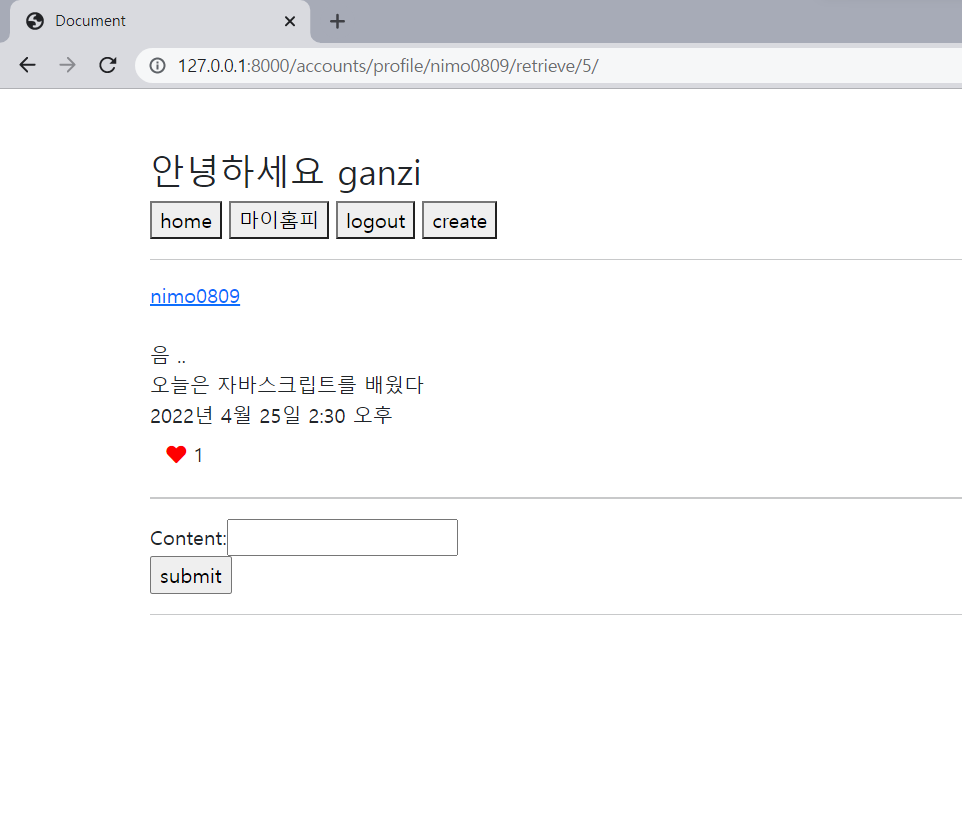 Document
127.0.0.1:8000/accounts/profile/nimo0809/retrieve/5/
안녕하세요 ganzi
home 마이홈피 logout create
nimo0809
음 ..
오늘은 자바스크립트를 배웠다
2022년 4월 25일 2:30 오후
1
Content:
submit